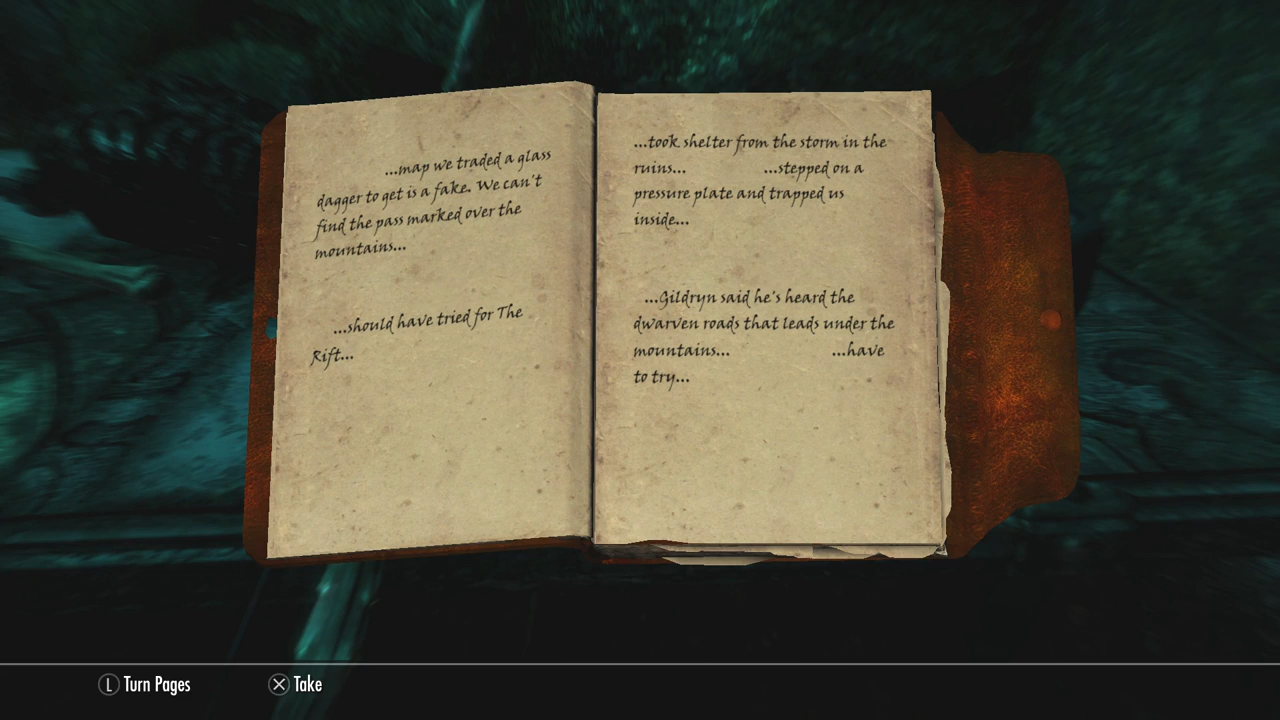 ...map we traded a glass
dagger to get is a fake. We can't
find the pass marked over the
mountains...
...should have tried for The
Rift...
...took shelter from the storm in the
ruins... ...stepped on a
pressure plate and trapped us
inside...
...Gildryn said he's heard the
dwarven roads that leads under the
mountains... ...have
to try...
L Turn Pages X Take